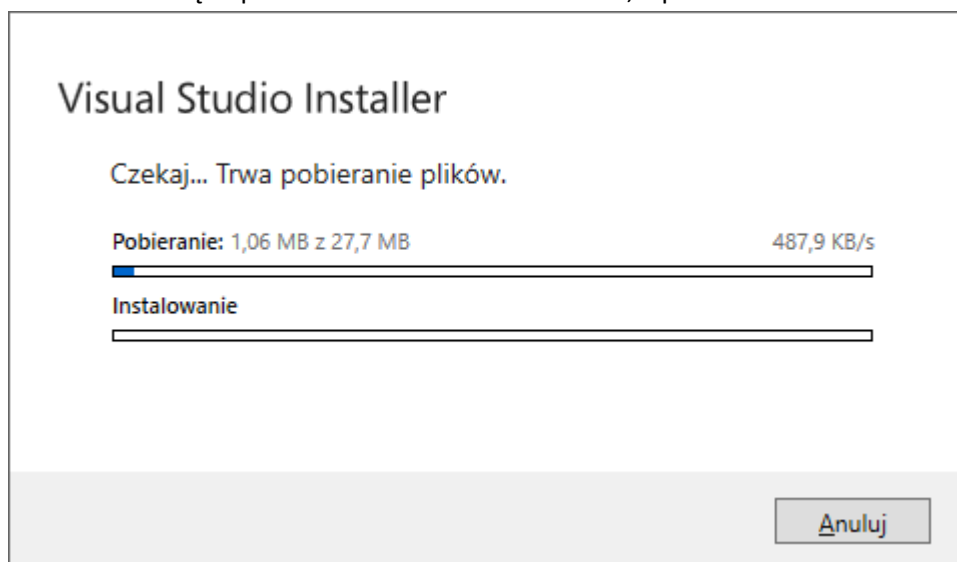 Visual Studio Installer
Czekaj... Trwa pobieranie plików.
Pobieranie: 1,06 MB z 27,7 MB 487,9 KB/s
Instalowanie
Anuluj